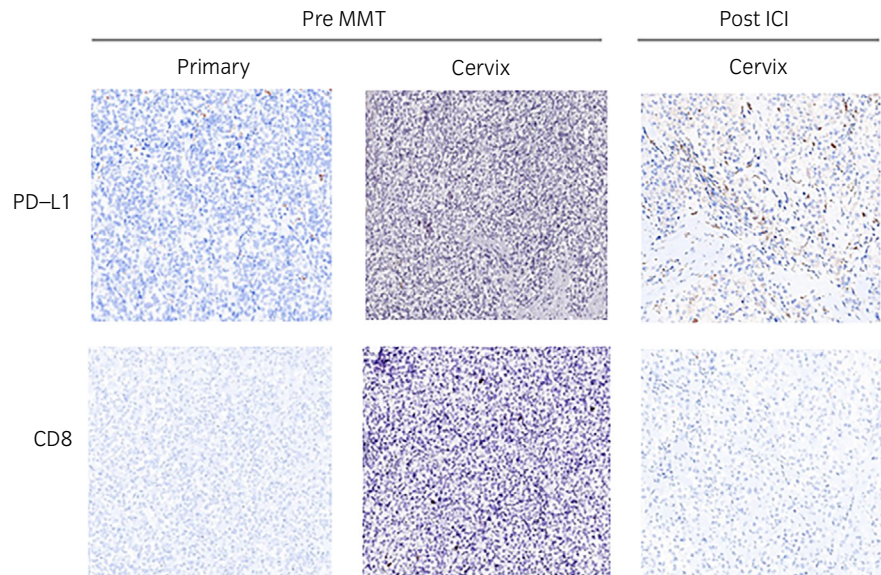 Pre MMT
Post ICI
Primary
Cervix
Cervix
PD–L1
CD8